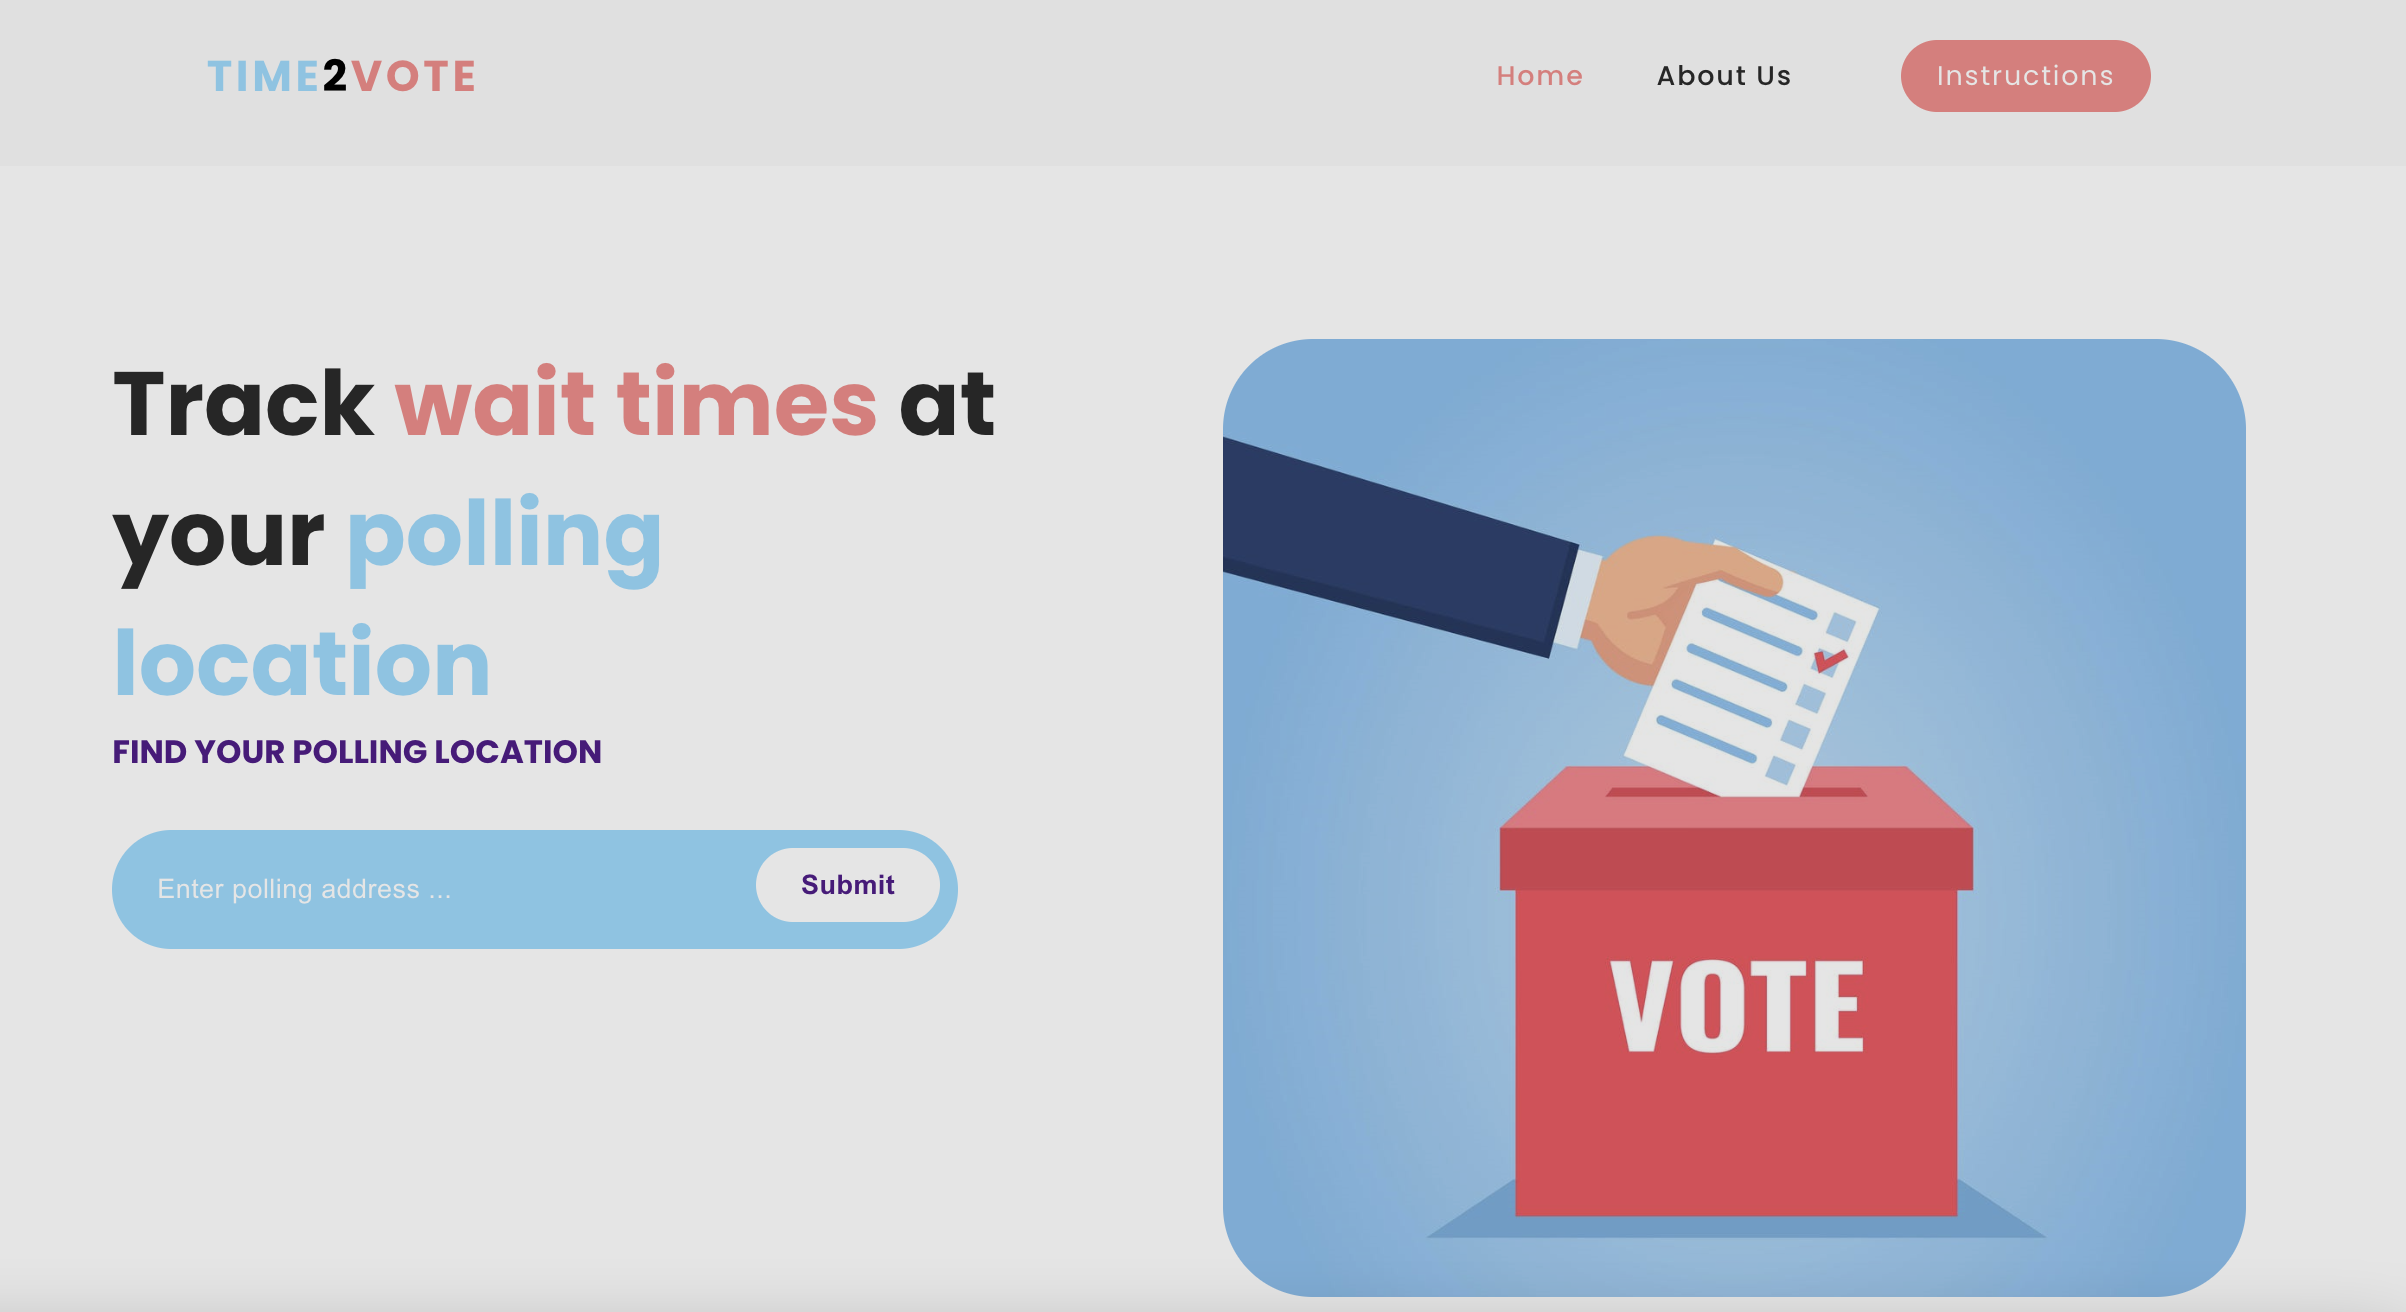 TIME2VOTE
Home
About Us
Instructions
Track wait times at
your polling
location
FIND YOUR POLLING LOCATION
Enter polling address ...
Submit
VOTE